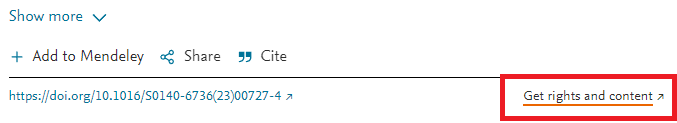 Show more
+ Add to Mendeley Share Cite
https://doi.org/10.1016/S0140-6736(23)00727-4 ↗ Get rights and content ↗